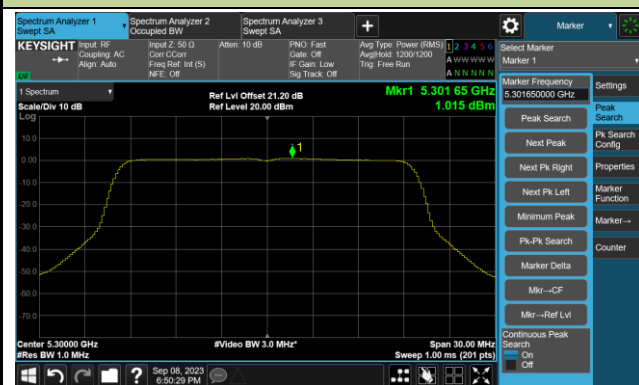 Spectrum Analyzer 1
Swept SA
Spectrum Analyzer 2
Occupied BW
Spectrum Analyzer 3
Swept SA
+
Marker
KEYSIGHT
Input: RF
Coupling: AC
Align: Auto
Input Z: 50 Ω
Corr CCorr
Freq Ref: Int (S)
NFE: Off
Atten: 10 dB
PNO: Fast
Gate: Off
IF Gain: Low
Sig Track: Off
Avg Type: Power (RMS)
Avg|Hold: 1200/1200
Trig: Free Run
1 2 3 4 5 6
A W W W W W
A N N N N N
LXI
Select Marker
Marker 1
1 Spectrum
Scale/Div 10 dB
Log
Ref Lvl Offset 21.20 dB
Ref Level 20.00 dBm
Mkr1 5.301 65 GHz
1.015 dBm
10.0
0.00
-10.0
-20.0
-30.0
-40.0
-50.0
-60.0
-70.0
1
Center 5.30000 GHz
#Res BW 1.0 MHz
#Video BW 3.0 MHz*
Span 30.00 MHz
Sweep 1.00 ms (201 pts)
Marker Frequency
5.301650000 GHz
Peak Search
Next Peak
Next Pk Right
Next Pk Left
Minimum Peak
Pk-Pk Search
Marker Delta
Mkr→CF
Mkr→Ref Lvl
Continuous Peak
Search
On
Off
Settings
Peak
Search
Pk Search
Config
Properties
Marker
Function
Marker→
Counter
?
Sep 08, 2023
6:50:29 PM